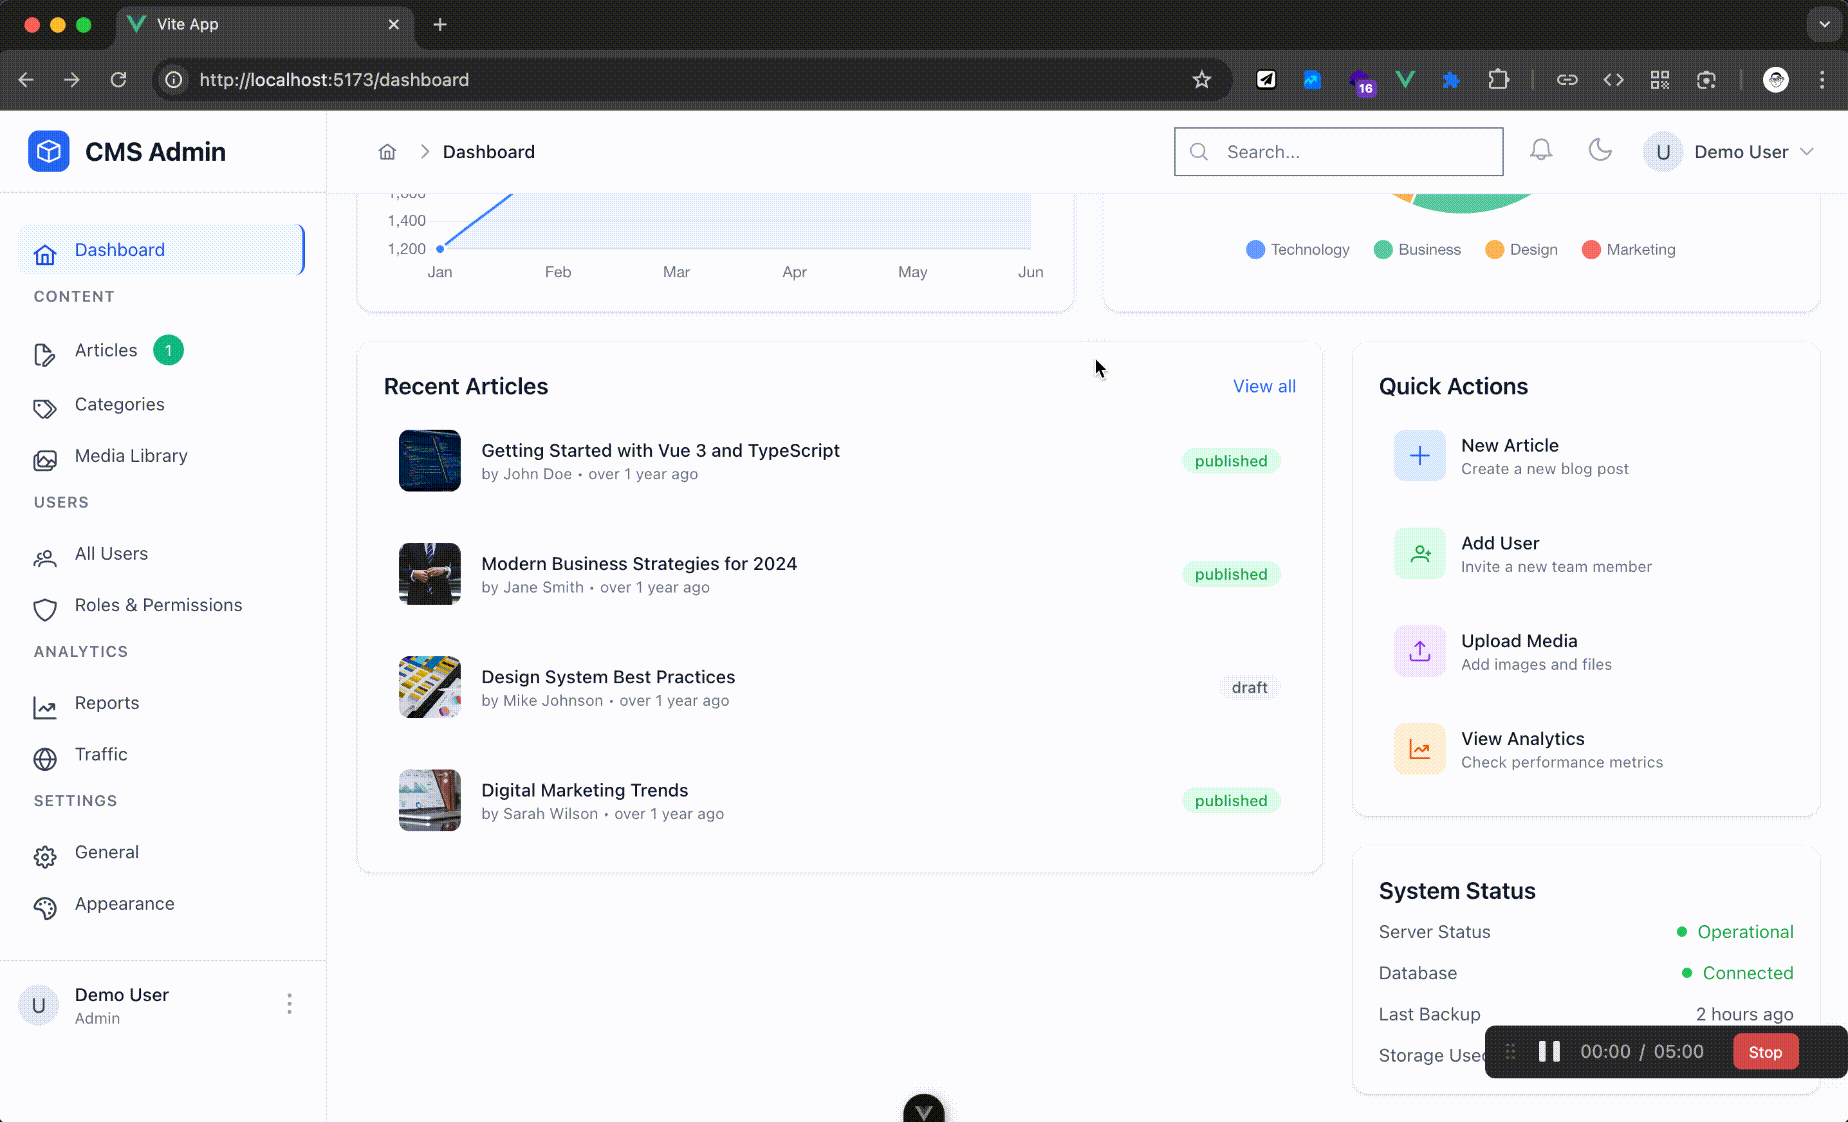 Vite App
http://localhost:5173/dashboard
16
CMS Admin
Dashboard
Search...
U
Demo User
Dashboard
CONTENT
Articles
1
Categories
Media Library
USERS
All Users
Roles & Permissions
ANALYTICS
Reports
Traffic
SETTINGS
General
Appearance
U
Demo User
Admin
1,400
1,200
Jan
Feb
Mar
Apr
May
Jun
Technology
Business
Design
Marketing
Recent Articles
View all
Getting Started with Vue 3 and TypeScript
by John Doe • over 1 year ago
published
Modern Business Strategies for 2024
by Jane Smith • over 1 year ago
published
Design System Best Practices
by Mike Johnson • over 1 year ago
draft
Digital Marketing Trends
by Sarah Wilson • over 1 year ago
published
Quick Actions
New Article
Create a new blog post
Add User
Invite a new team member
Upload Media
Add images and files
View Analytics
Check performance metrics
System Status
Server Status
Operational
Database
Connected
Last Backup
2 hours ago
Storage Used
00:00 / 05:00
Stop